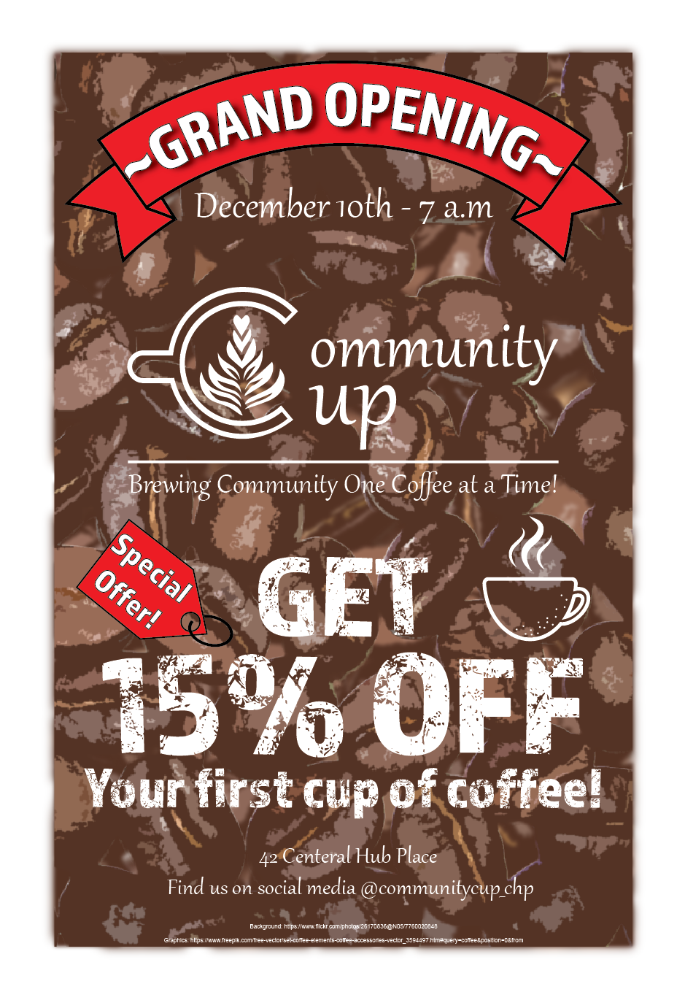 ~GRAND OPENING~
December 10th - 7 a.m
Community
Cup
Brewing Community One Coffee at a Time!
Special
Offer!
GET
15% OFF
Your first cup of coffee!
42 Centeral Hub Place
Find us on social media @communitycup_chp
Background: https://www.flickr.com/photos/26170836@N05/7760020848
Graphics: https://www.freepik.com/free-vector/set-coffee-elements-coffee-accessories-vector_3594497.htm#query=coffee&position=0&from